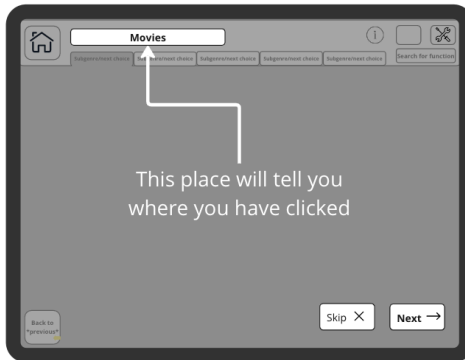 Movies
Subgenre/next choice Subgenre/next choice Subgenre/next choice Subgenre/next choice Subgenre/next choice
Search for function
This place will tell you
where you have clicked
Skip
Next
Back to
*previous*